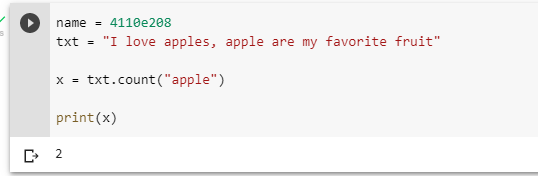 name = 4110e208
txt = "I love apples, apple are my favorite fruit"
x = txt.count("apple")
print(x)
2